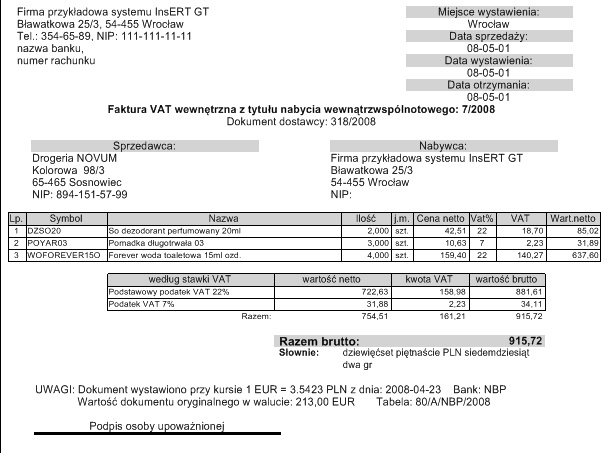 Firma przykładowa systemu InsERT GT
Bławatkowa 25/3, 54-455 Wrocław
Tel.: 354-65-89, NIP: 111-111-11-11
nazwa banku,
numer rachunku
Miejsce wystawienia:
Wrocław
Data sprzedaży:
08-05-01
Data wystawienia:
08-05-01
Data otrzymania:
08-05-01
Faktura VAT wewnętrzna z tytułu nabycia wewnątrzwspólnotowego: 7/2008
Dokument dostawcy: 318/2008
Sprzedawca:
Drogeria NOVUM
Kolorowa 98/3
65-465 Sosnowiec
NIP: 894-151-57-99
Nabywca:
Firma przykładowa systemu InsERT GT
Bławatkowa 25/3
54-455 Wrocław
NIP:
Lp. Symbol Nazwa Ilość j.m. Cena netto Vat% VAT Wart.netto
1 DZSO20 So dezodorant perfumowany 20ml 2,000 szt. 42,51 22 18,70 85,02
2 POYAR03 Pomadka długotrwała 03 3,000 szt. 10,63 7 2,23 31,89
3 WOFOREVER15O Forever woda toaletowa 15ml ozd. 4,000 szt. 159,40 22 140,27 637,60
według stawki VAT wartość netto kwota VAT wartość brutto
Podstawowy podatek VAT 22% 722,63 158,98 881,61
Podatek VAT 7% 31,88 2,23 34,11
Razem: 754,51 161,21 915,72
Razem brutto: 915,72
Słownie: dziewięćset piętnaście PLN siedemdziesiąt
dwa gr
UWAGI: Dokument wystawiono przy kursie 1 EUR = 3.5423 PLN z dnia: 2008-04-23 Bank: NBP
Wartość dokumentu oryginalnego w walucie: 213,00 EUR Tabela: 80/A/NBP/2008
Podpis osoby upoważnionej